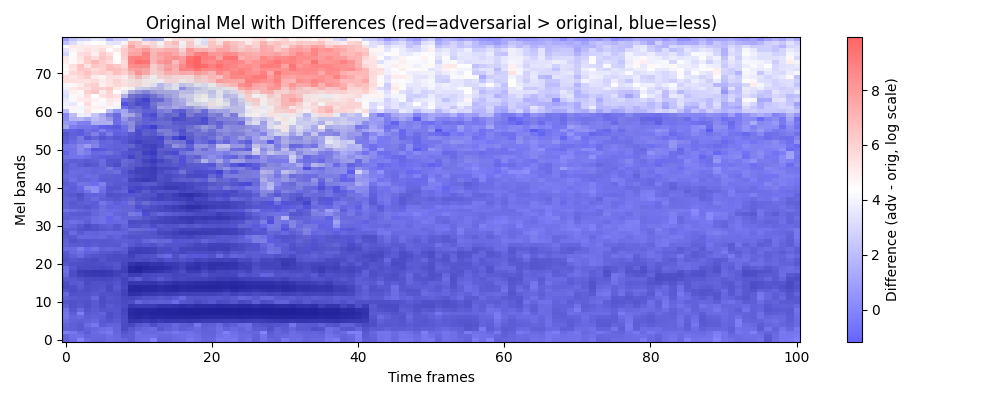 Original Mel with Differences (red=adversarial > original, blue=less)
Mel bands
70
60
50
40
30
20
10
0
0 20 40 60 80 100
Time frames
8
6
4
2
0
Difference (adv - orig, log scale)